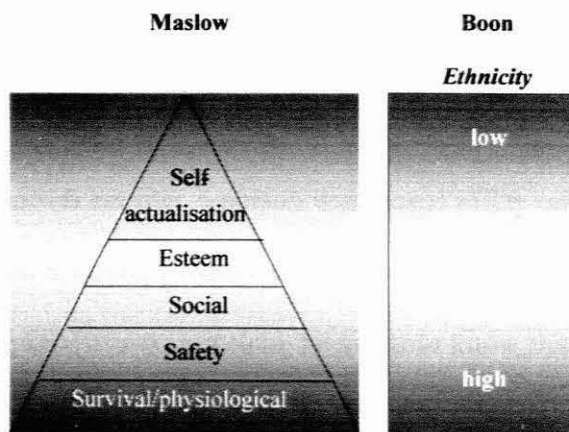 Maslow
Boon
Ethnicity
low
Self
actualisation
Esteem
Social
Safety
high
Survival/physiological